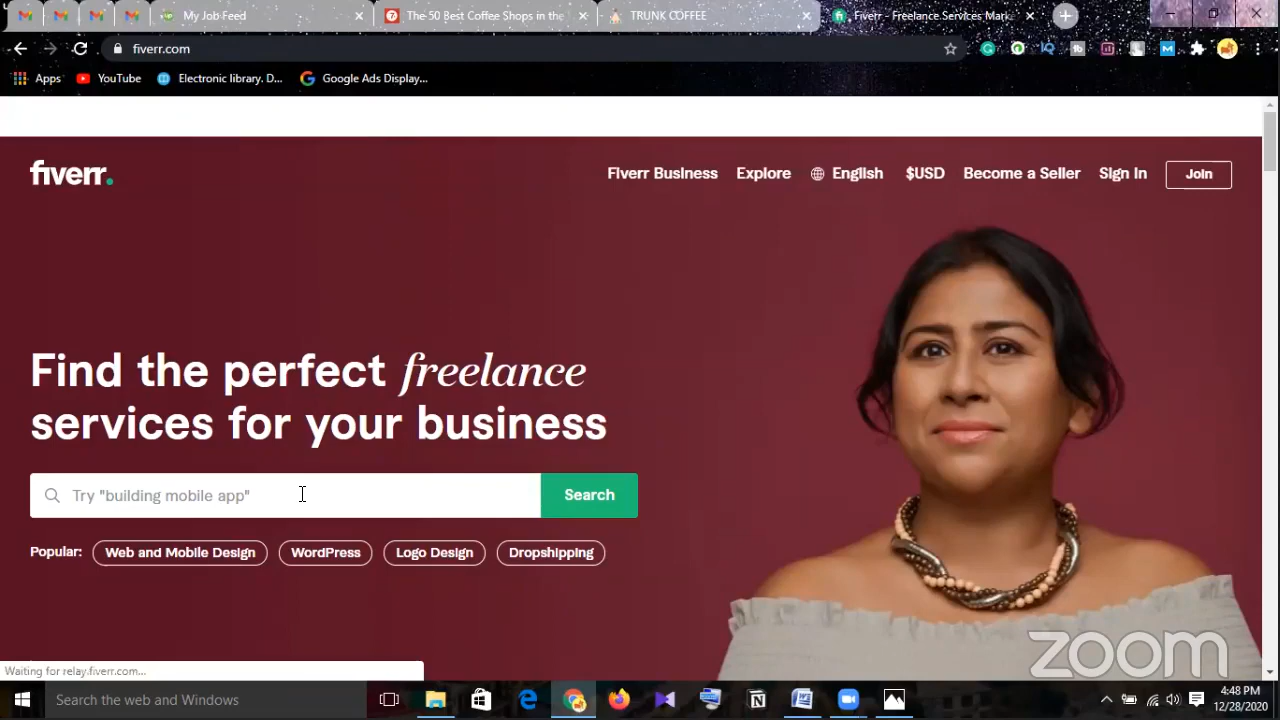 My Job Feed
The 50 Best Coffee Shops in the
TRUNK COFFEE
Fiverr - Freelance Services Mark
fiverr.com
Apps
YouTube
Electronic library. D...
Google Ads Display...
fiverr.
Fiverr Business
Explore
English
$USD
Become a Seller
Sign In
Join
Find the perfect freelance
services for your business
Try "building mobile app"
Search
Popular:
Web and Mobile Design
WordPress
Logo Design
Dropshipping
zoom
Waiting for relay.fiverr.com...
Search the web and Windows
4:48 PM
12/28/2020